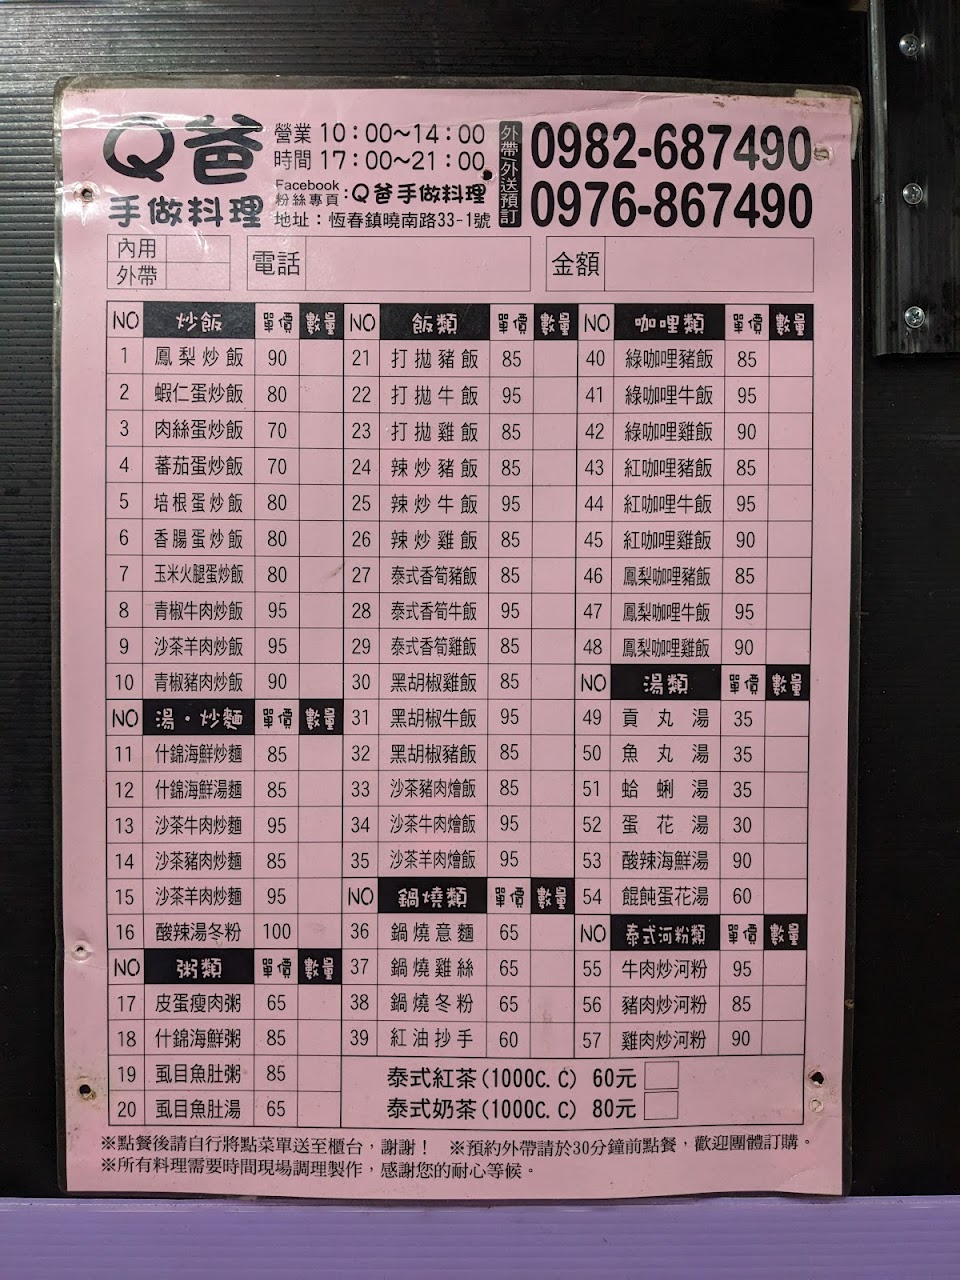 Q爸
手做料理
營業 10：00～14：00
時間 17：00～21：00
Facebook
粉絲專頁：Q爸手做料理
地址：恆春鎮曉南路33-1號
外帶外送預訂
0982-687490
0976-867490
內用
外帶
電話
金額
NO 炒飯 單價 數量
1 鳳梨炒飯 90
2 蝦仁蛋炒飯 80
3 肉絲蛋炒飯 70
4 蕃茄蛋炒飯 70
5 培根蛋炒飯 80
6 香腸蛋炒飯 80
7 玉米火腿蛋炒飯 80
8 青椒牛肉炒飯 95
9 沙茶羊肉炒飯 95
10 青椒豬肉炒飯 90
NO 湯・炒麵 單價 數量
11 什錦海鮮炒麵 85
12 什錦海鮮湯麵 85
13 沙茶牛肉炒麵 95
14 沙茶豬肉炒麵 85
15 沙茶羊肉炒麵 95
16 酸辣湯冬粉 100
NO 粥類 單價 數量
17 皮蛋瘦肉粥 65
18 什錦海鮮粥 85
19 虱目魚肚粥 85
20 虱目魚肚湯 65
NO 飯類 單價 數量
21 打拋豬飯 85
22 打拋牛飯 95
23 打拋雞飯 85
24 辣炒豬飯 85
25 辣炒牛飯 95
26 辣炒雞飯 85
27 泰式香筍豬飯 85
28 泰式香筍牛飯 95
29 泰式香筍雞飯 85
30 黑胡椒雞飯 85
31 黑胡椒牛飯 95
32 黑胡椒豬飯 85
33 沙茶豬肉燴飯 85
34 沙茶牛肉燴飯 95
35 沙茶羊肉燴飯 95
NO 鍋燒類 單價 數量
36 鍋燒意麵 65
37 鍋燒雞絲 65
38 鍋燒冬粉 65
39 紅油抄手 60
NO 咖哩類 單價 數量
40 綠咖哩豬飯 85
41 綠咖哩牛飯 95
42 綠咖哩雞飯 90
43 紅咖哩豬飯 85
44 紅咖哩牛飯 95
45 紅咖哩雞飯 90
46 鳳梨咖哩豬飯 85
47 鳳梨咖哩牛飯 95
48 鳳梨咖哩雞飯 90
NO 湯類 單價 數量
49 貢丸湯 35
50 魚丸湯 35
51 蛤蜊湯 35
52 蛋花湯 30
53 酸辣海鮮湯 90
54 餛飩蛋花湯 60
NO 泰式河粉類 單價 數量
55 牛肉炒河粉 95
56 豬肉炒河粉 85
57 雞肉炒河粉 90
泰式紅茶(1000C.C) 60元
泰式奶茶(1000C.C) 80元
※點餐後請自行將點菜單送至櫃台，謝謝！ ※預約外帶請於30分鐘前點餐，歡迎團體訂購。
※所有料理需要時間現場調理製作，感謝您的耐心等候。